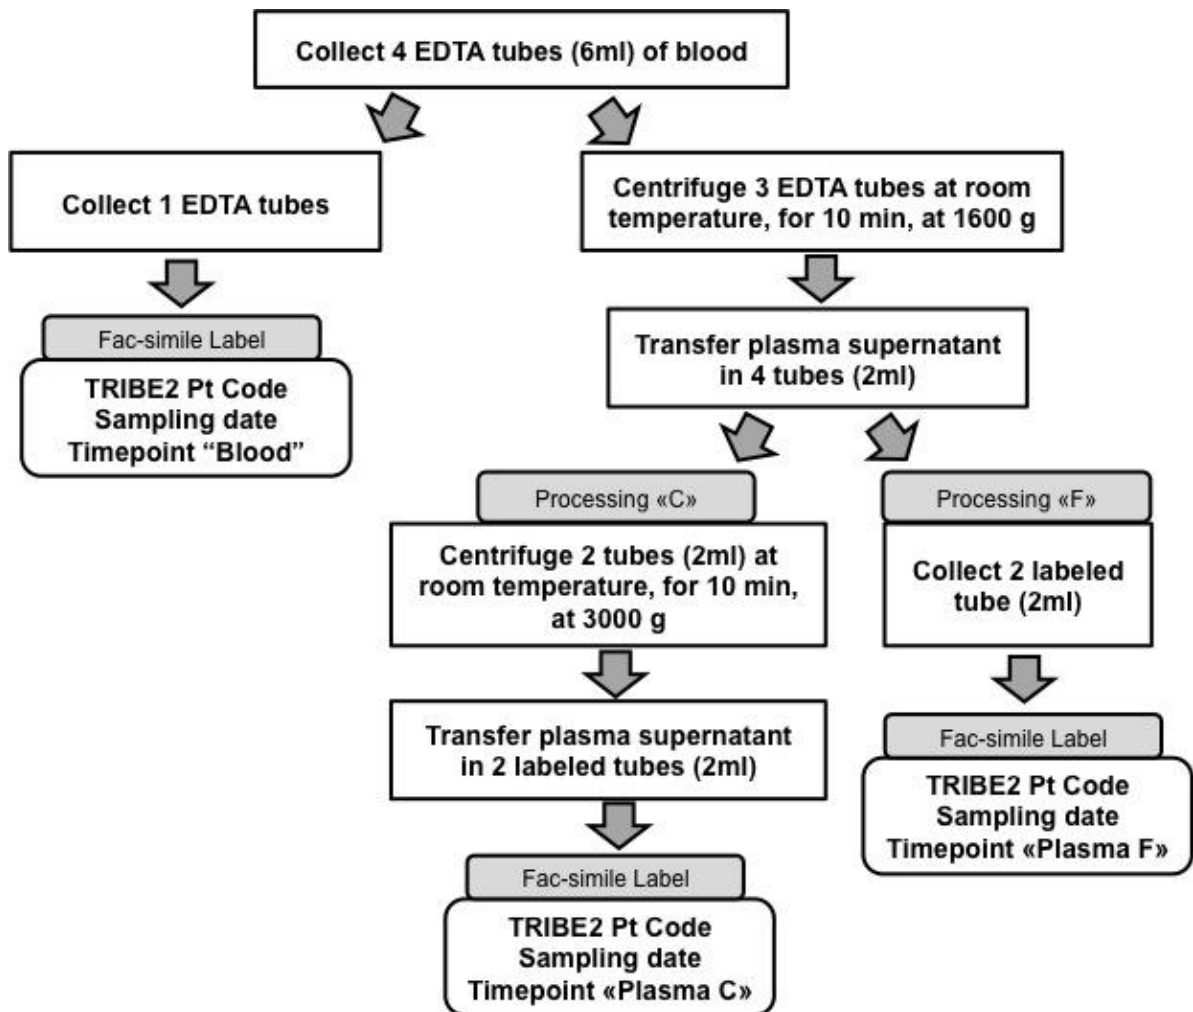 Collect 4 EDTA tubes (6ml) of blood
Collect 1 EDTA tubes
Fac-simile Label
TRIBE2 Pt Code
Sampling date
Timepoint “Blood”
Centrifuge 3 EDTA tubes at room
temperature, for 10 min, at 1600 g
Transfer plasma supernatant
in 4 tubes (2ml)
Processing «C»
Centrifuge 2 tubes (2ml) at
room temperature, for 10 min,
at 3000 g
Transfer plasma supernatant
in 2 labeled tubes (2ml)
Fac-simile Label
TRIBE2 Pt Code
Sampling date
Timepoint «Plasma C»
Processing «F»
Collect 2 labeled
tube (2ml)
Fac-simile Label
TRIBE2 Pt Code
Sampling date
Timepoint «Plasma F»